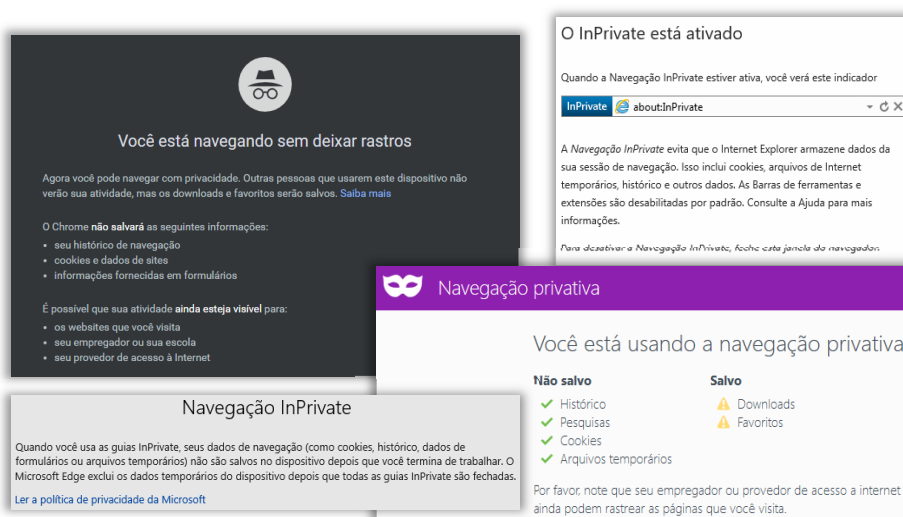 Você está navegando sem deixar rastros
Agora você pode navegar com privacidade. Outras pessoas que usarem este dispositivo não
verão sua atividade, mas os downloads e favoritos serão salvos. Saiba mais
O Chrome não salvará as seguintes informações:
• seu histórico de navegação
• cookies e dados de sites
• informações fornecidas em formulários
É possível que sua atividade ainda esteja visível para:
• os websites que você visita
• seu empregador ou sua escola
• seu provedor de acesso à Internet
O InPrivate está ativado
Quando a Navegação InPrivate estiver ativa, você verá este indicador
InPrivate about:InPrivate
A Navegação InPrivate evita que o Internet Explorer armazene dados da
sua sessão de navegação. Isso inclui cookies, arquivos de Internet
temporários, histórico e outros dados. As Barras de ferramentas e
extensões são desabilitadas por padrão. Consulte a Ajuda para mais
informações.
Para desativar a Navegação InPrivate, feche esta janela do navegador.
Navegação privativa
Você está usando a navegação privativa
Não salvo
Histórico
Pesquisas
Cookies
Arquivos temporários
Salvo
Downloads
Favoritos
Por favor, note que seu empregador ou provedor de acesso a internet
ainda podem rastrear as páginas que você visita.
Navegação InPrivate
Quando você usa as guias InPrivate, seus dados de navegação (como cookies, histórico, dados de
formulários ou arquivos temporários) não são salvos no dispositivo depois que você termina de trabalhar. O
Microsoft Edge exclui os dados temporários do dispositivo depois que todas as guias InPrivate são fechadas.
Ler a política de privacidade da Microsoft